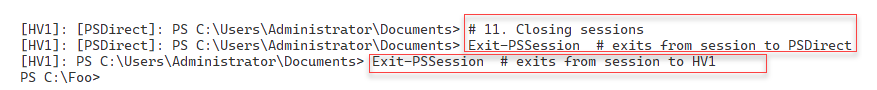 [HV1]: [PSDirect]: PS C:\Users\Administrator\Documents> # 11. Closing sessions
[HV1]: [PSDirect]: PS C:\Users\Administrator\Documents> Exit-PSSession  # exits from session to PSDirect
[HV1]: PS C:\Users\Administrator\Documents> Exit-PSSession  # exits from session to HV1
PS C:\Foo>